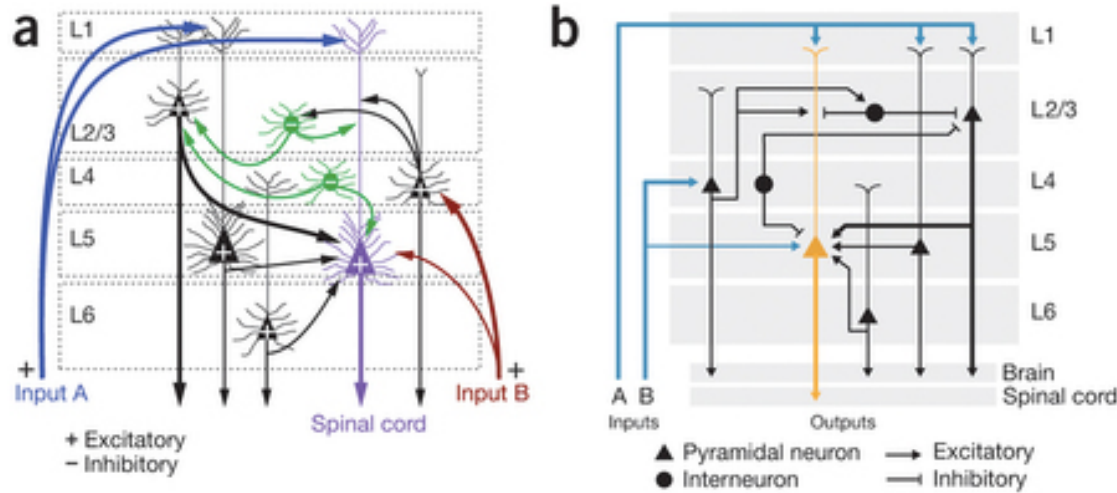 a
L1
L2/3
L4
L5
L6
+ +
Input A Input B
Spinal cord
+ Excitatory
− Inhibitory
b
L1
L2/3
L4
L5
L6
Brain
A B Spinal cord
Inputs Outputs
Pyramidal neuron Excitatory
Interneuron Inhibitory